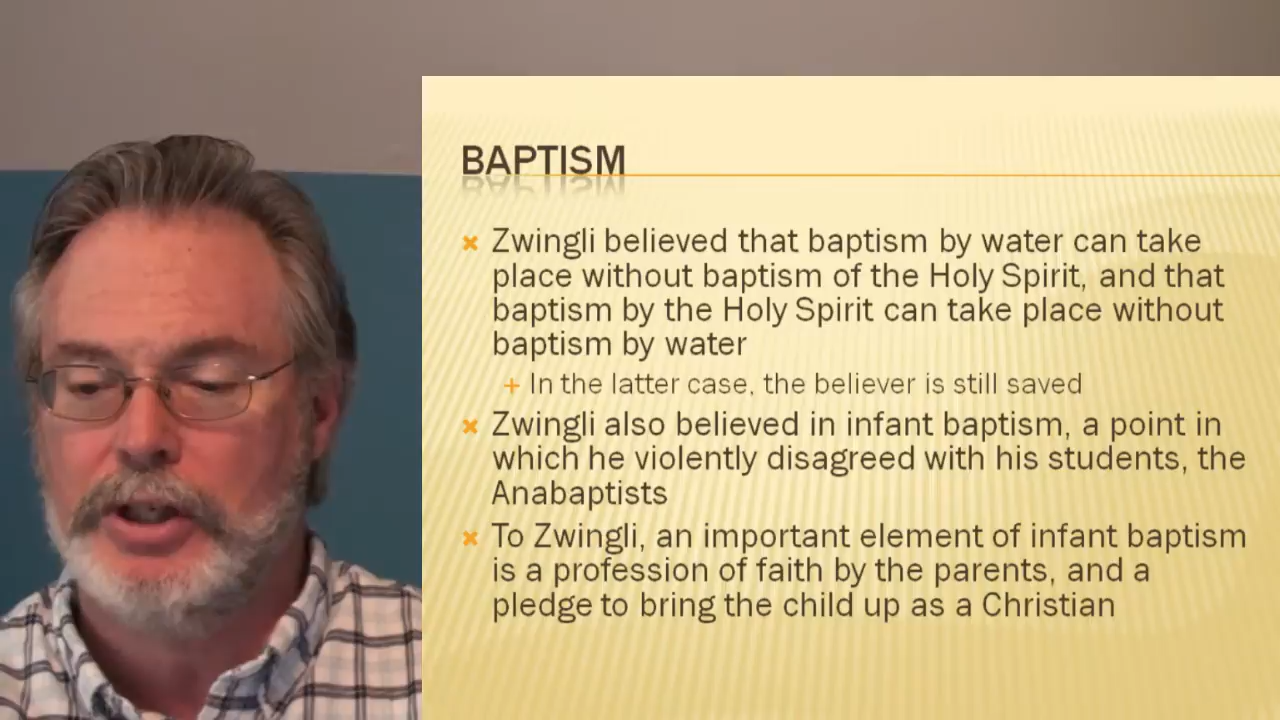 BAPTISM
Zwingli believed that baptism by water can take
place without baptism of the Holy Spirit, and that
baptism by the Holy Spirit can take place without
baptism by water
In the latter case, the believer is still saved
Zwingli also believed in infant baptism, a point in
which he violently disagreed with his students, the
Anabaptists
To Zwingli, an important element of infant baptism
is a profession of faith by the parents, and a
pledge to bring the child up as a Christian